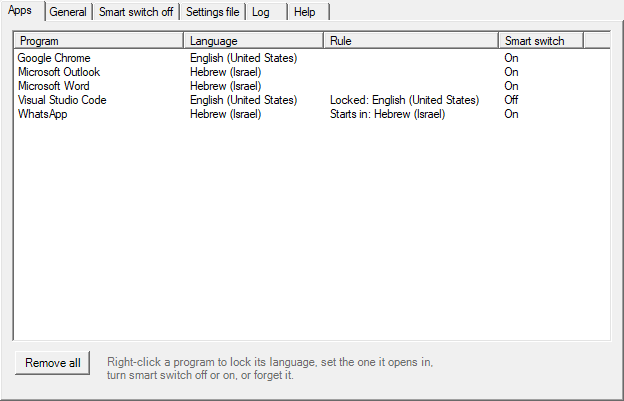 Apps General Smart switch off Settings file Log Help
Program Language Rule Smart switch
Google Chrome English (United States) On
Microsoft Outlook Hebrew (Israel) On
Microsoft Word Hebrew (Israel) On
Visual Studio Code English (United States) Locked: English (United States) Off
WhatsApp Hebrew (Israel) Starts in: Hebrew (Israel) On
Remove all
Right-click a program to lock its language, set the one it opens in,
turn smart switch off or on, or forget it.